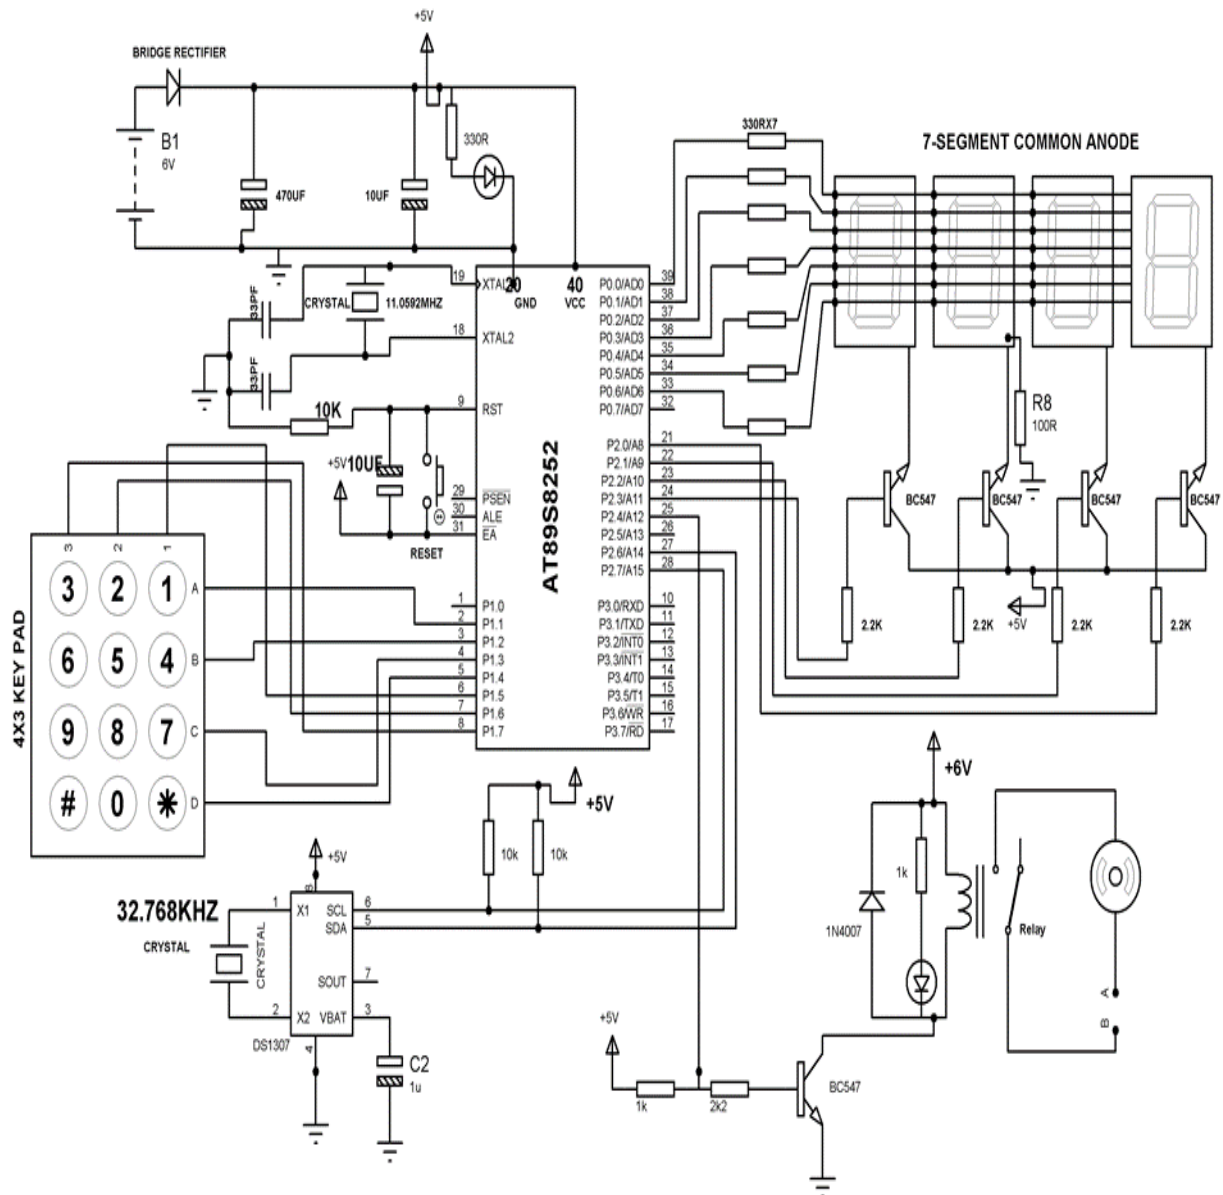 +5V
BRIDGE RECTIFIER
B1
6V
470UF
10UF
330R
330RX7
7-SEGMENT COMMON ANODE
33PF
CRYSTAL
11.0592MHZ
33PF
10K
+5V
10UF
RESET
19
18
9
29
30
31
1
2
3
4
5
6
7
8
XTAL
20
GND
40
VCC
XTAL2
RST
PSEN
ALE
EA
P1.0
P1.1
P1.2
P1.3
P1.4
P1.5
P1.6
P1.7
AT89S8252
P0.0/AD0 39
P0.1/AD1 38
P0.2/AD2 37
P0.3/AD3 36
P0.4/AD4 35
P0.5/AD5 34
P0.6/AD6 33
P0.7/AD7 32
P2.0/A8 21
P2.1/A9 22
P2.2/A10 23
P2.3/A11 24
P2.4/A12 25
P2.5/A13 26
P2.6/A14 27
P2.7/A15 28
P3.0/RXD 10
P3.1/TXD 11
P3.2/INT0 12
P3.3/INT1 13
P3.4/T0 14
P3.5/T1 15
P3.6/WR 16
P3.7/RD 17
R8
100R
BC547
BC547
BC547
BC547
2.2K
2.2K
+5V
2.2K
2.2K
4X3 KEY PAD
3 2 1
3 2 1 A
6 5 4 B
9 8 7 C
# 0 * D
+5V
10k
10k
+5V
8
32.768KHZ
CRYSTAL
CRYSTAL
1 X1
2 X2
SCL 6
SDA 5
SOUT 7
VBAT 3
DS1307
4
C2
1u
+6V
1k
1N4007
Relay
A
B
+5V
1k
2k2
BC547